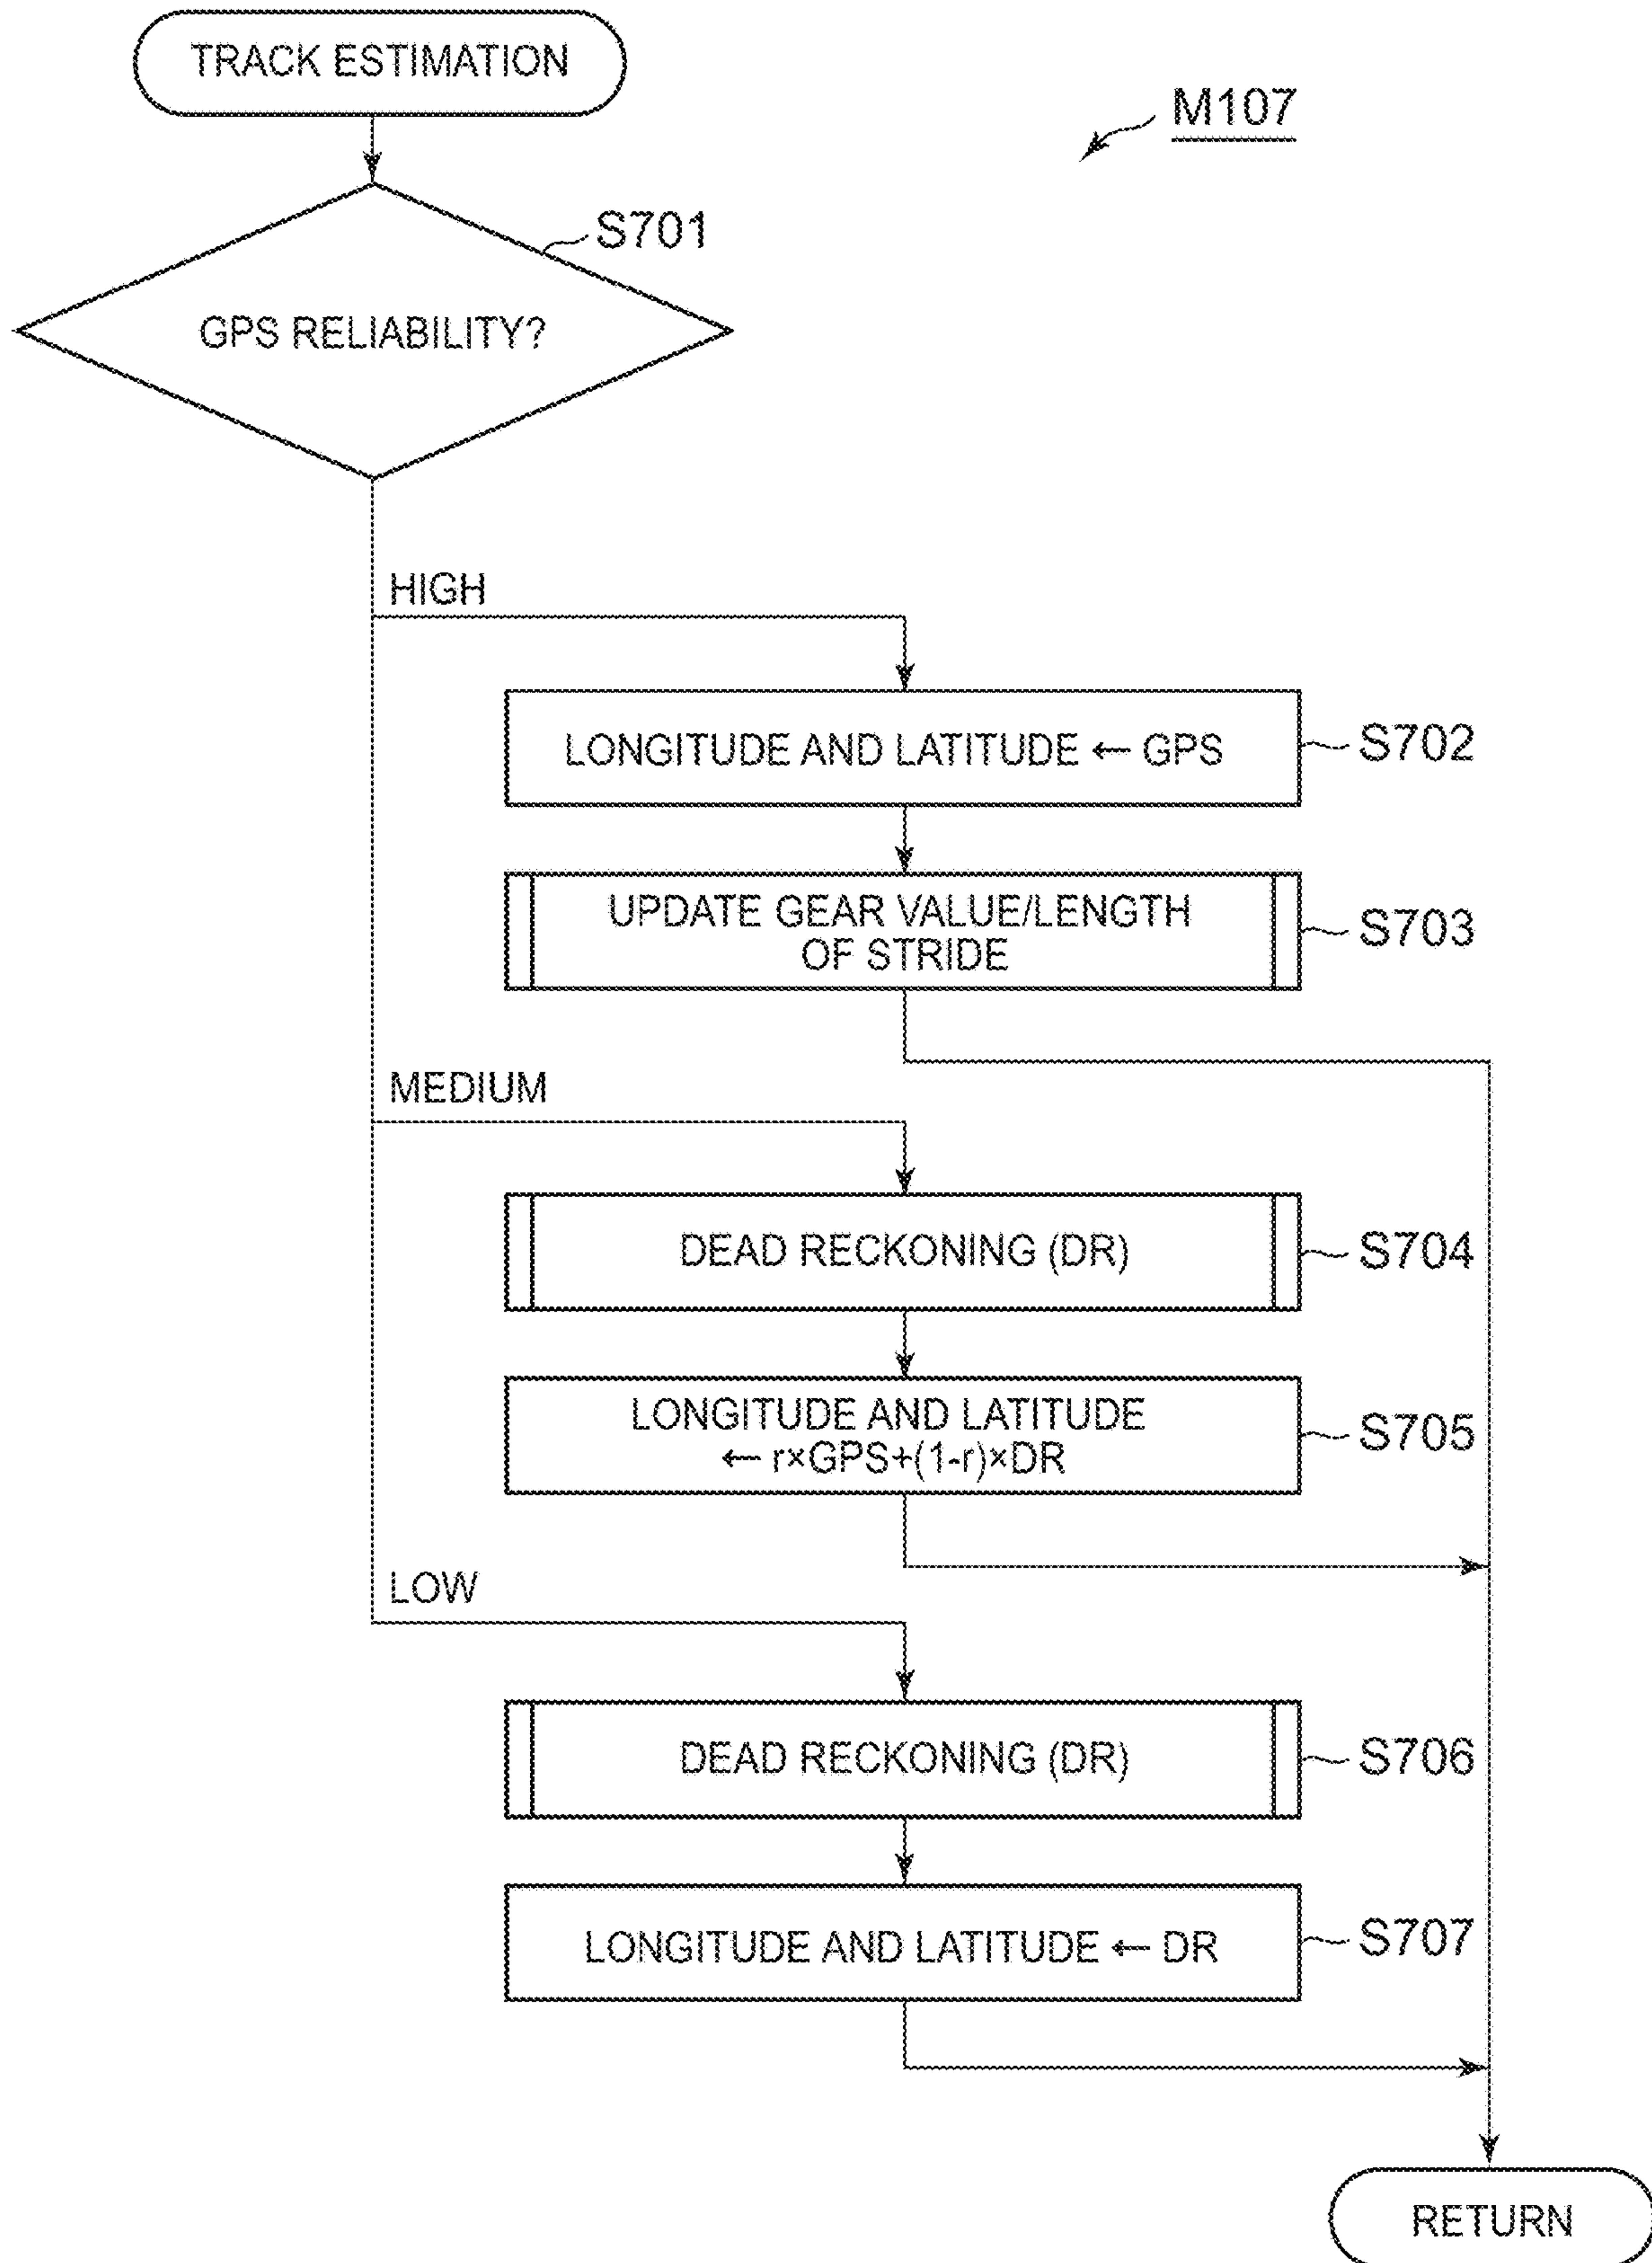 TRACK ESTIMATION
M107
S701
GPS RELIABILITY?
HIGH
LONGITUDE AND LATITUDE ← GPS
S702
UPDATE GEAR VALUE/LENGTH
OF STRIDE
S703
MEDIUM
DEAD RECKONING (DR)
S704
LONGITUDE AND LATITUDE
← r×GPS+(1-r)×DR
S705
LOW
DEAD RECKONING (DR)
S706
LONGITUDE AND LATITUDE ← DR
S707
RETURN